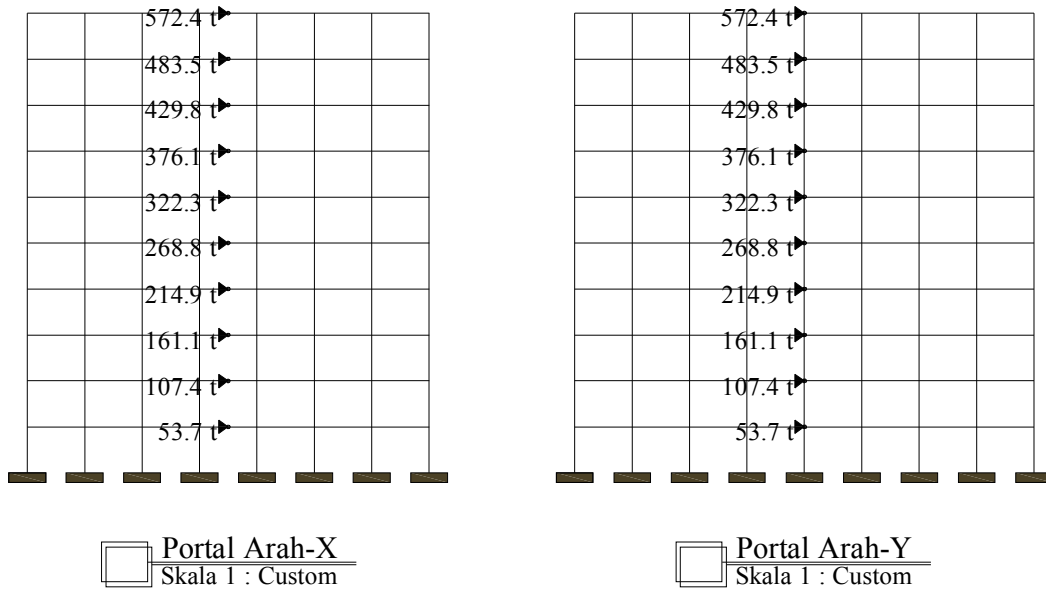 572.4 t
483.5 t
429.8 t
376.1 t
322.3 t
268.8 t
214.9 t
161.1 t
107.4 t
53.7 t
Portal Arah-X
Skala 1 : Custom
572.4 t
483.5 t
429.8 t
376.1 t
322.3 t
268.8 t
214.9 t
161.1 t
107.4 t
53.7 t
Portal Arah-Y
Skala 1 : Custom